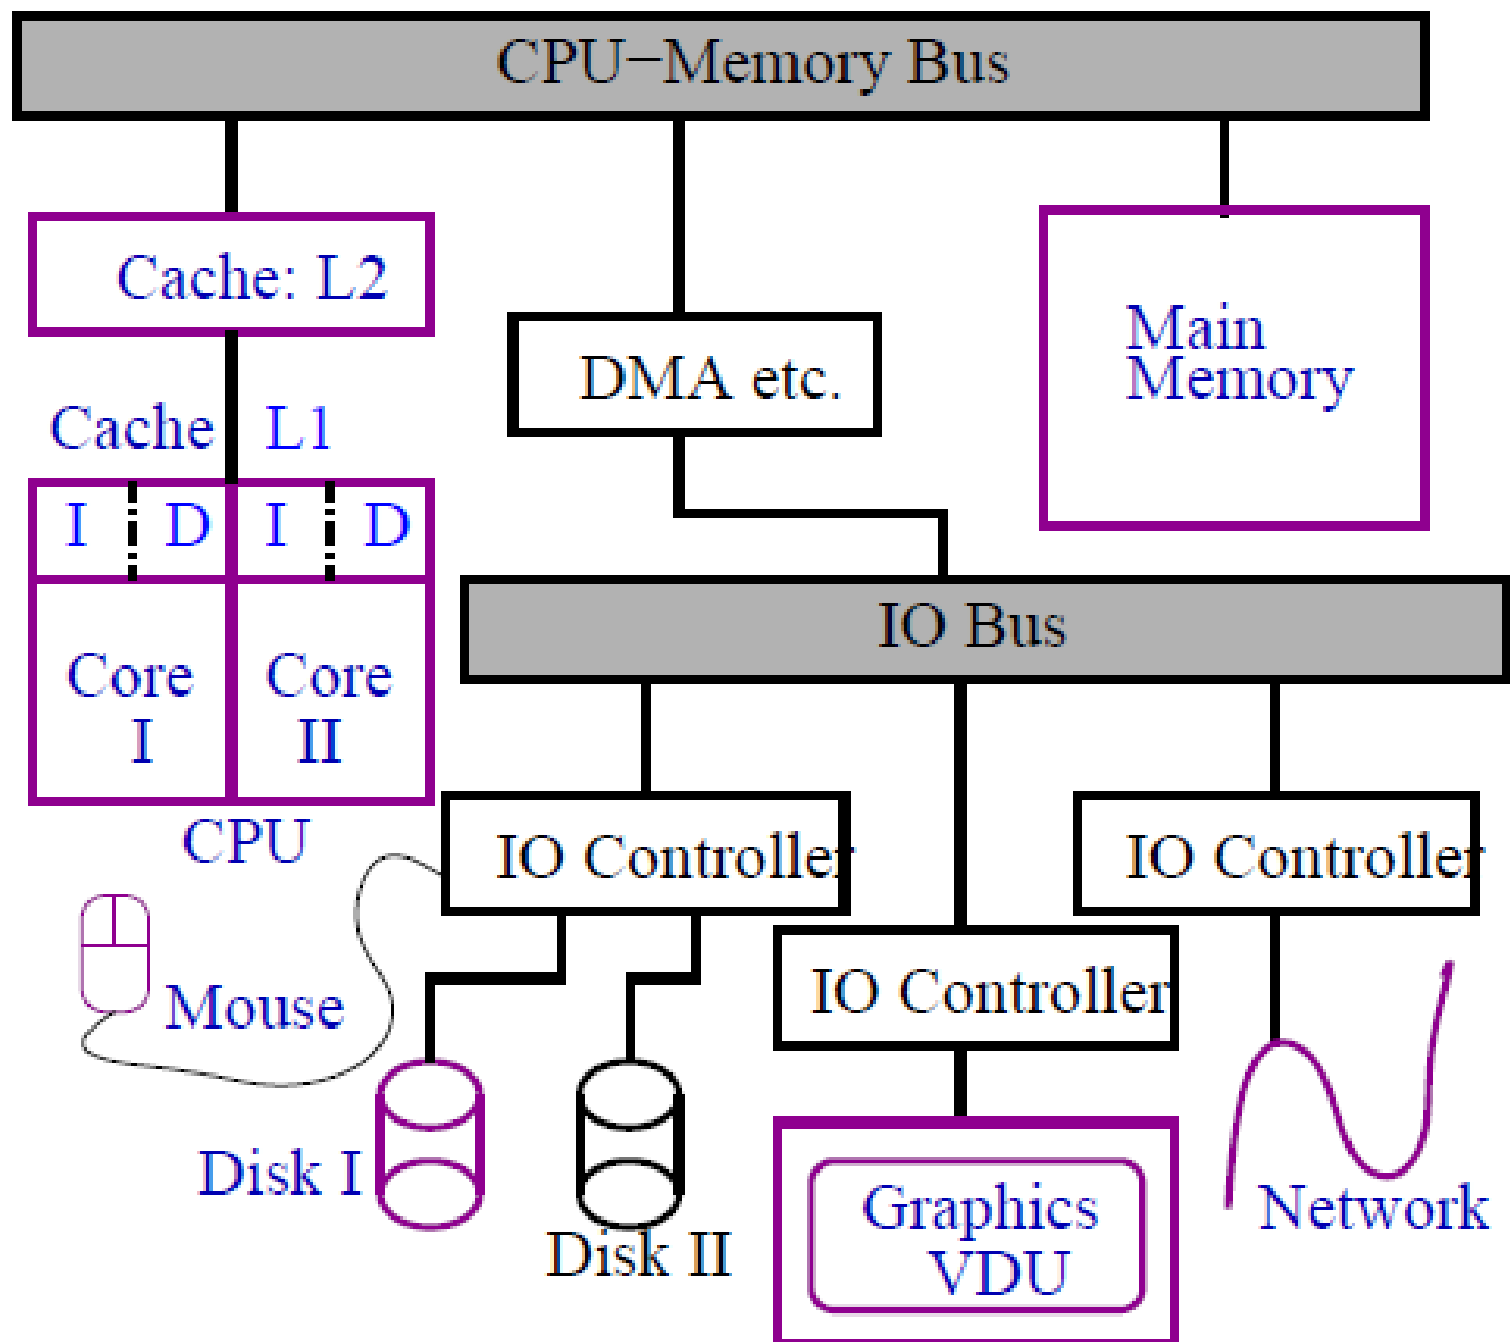 CPU−Memory Bus
Cache: L2
DMA etc.
Main
Memory
Cache L1
I D I D
Core
I
Core
II
CPU
IO Bus
IO Controller
IO Controller
IO Controller
Mouse
Disk I
Disk II
Graphics
VDU
Network